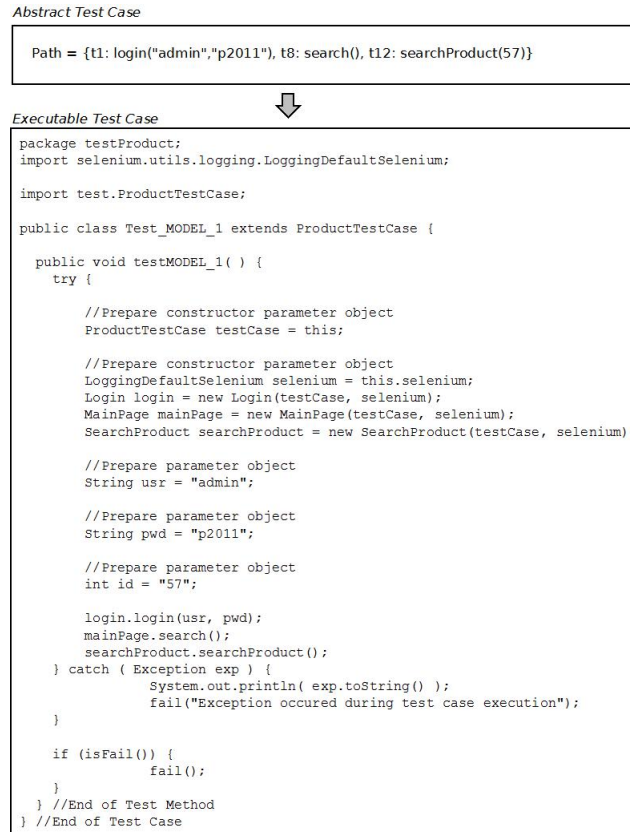 Abstract Test Case
Path = {t1: login("admin","p2011"), t8: search(), t12: searchProduct(57)}
Executable Test Case
package testProduct;
import selenium.utils.logging.LoggingDefaultSelenium;
import test.ProductTestCase;
public class Test_MODEL_1 extends ProductTestCase {
public void testMODEL_1( ) {
try {
//Prepare constructor parameter object
ProductTestCase testCase = this;
//Prepare constructor parameter object
LoggingDefaultSelenium selenium = this.selenium;
Login login = new Login(testCase, selenium);
MainPage mainPage = new MainPage(testCase, selenium);
SearchProduct searchProduct = new SearchProduct(testCase, selenium)
//Prepare parameter object
String usr = "admin";
//Prepare parameter object
String pwd = "p2011";
//Prepare parameter object
int id = "57";
login.login(usr, pwd);
mainPage.search();
searchProduct.searchProduct();
} catch ( Exception exp ) {
System.out.println( exp.toString() );
fail("Exception occured during test case execution");
}
if (isFail()) {
fail();
}
} //End of Test Method
} //End of Test Case